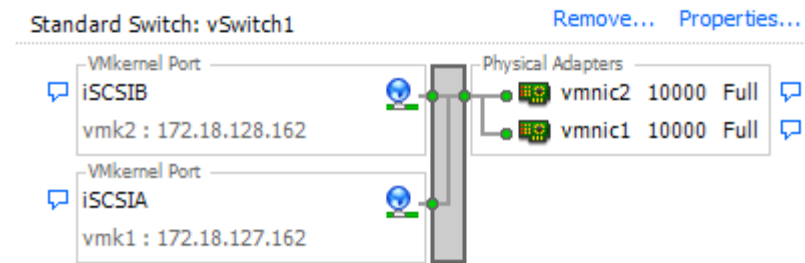 Standard Switch: vSwitch1 Remove... Properties...
VMkernel Port
iSCSIB
vmk2 : 172.18.128.162
VMkernel Port
iSCSIA
vmk1 : 172.18.127.162
Physical Adapters
vmnic2 10000 Full
vmnic1 10000 Full